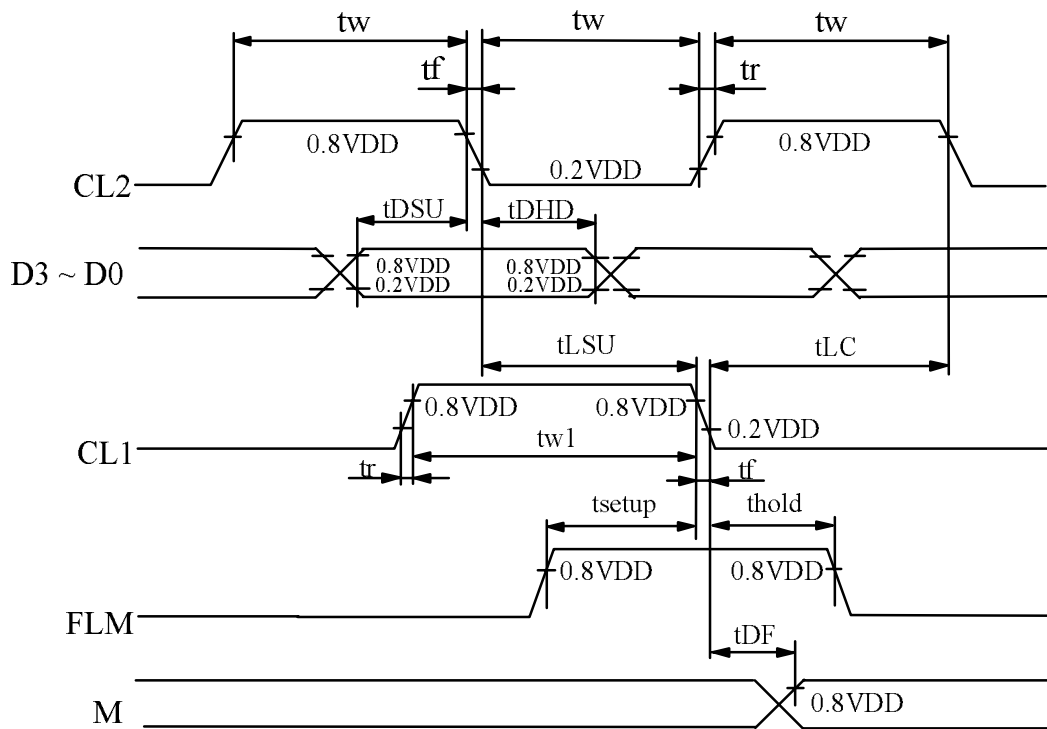 tw tw tw
tf tr
0.8VDD 0.2VDD 0.8VDD
CL2
tDSU tDHD
D3 ~ D0
0.8VDD 0.8VDD
0.2VDD 0.2VDD
tLSU tLC
0.8VDD 0.8VDD
0.2VDD
CL1
tw1
tr tf
tsetup thold
0.8VDD 0.8VDD
FLM
tDF
M
0.8VDD